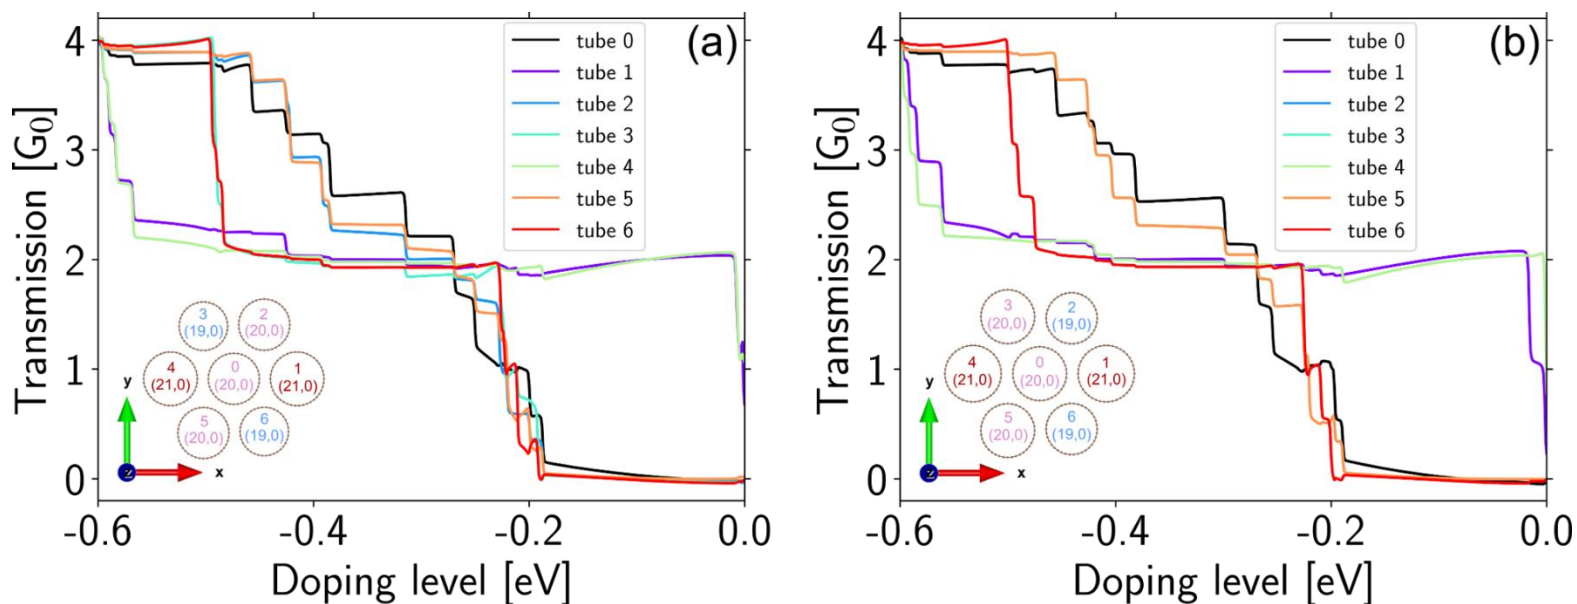 (a)
tube 0
tube 1
tube 2
tube 3
tube 4
tube 5
tube 6
4
3
2
1
0
Transmission [G₀]
3
(19,0)
2
(20,0)
4
(21,0)
0
(20,0)
1
(21,0)
5
(20,0)
6
(19,0)
y
z
x
-0.6
-0.4
-0.2
0.0
Doping level [eV]
(b)
tube 0
tube 1
tube 2
tube 3
tube 4
tube 5
tube 6
4
3
2
1
0
Transmission [G₀]
3
(20,0)
2
(19,0)
4
(21,0)
0
(20,0)
1
(21,0)
5
(20,0)
6
(19,0)
y
z
x
-0.6
-0.4
-0.2
0.0
Doping level [eV]